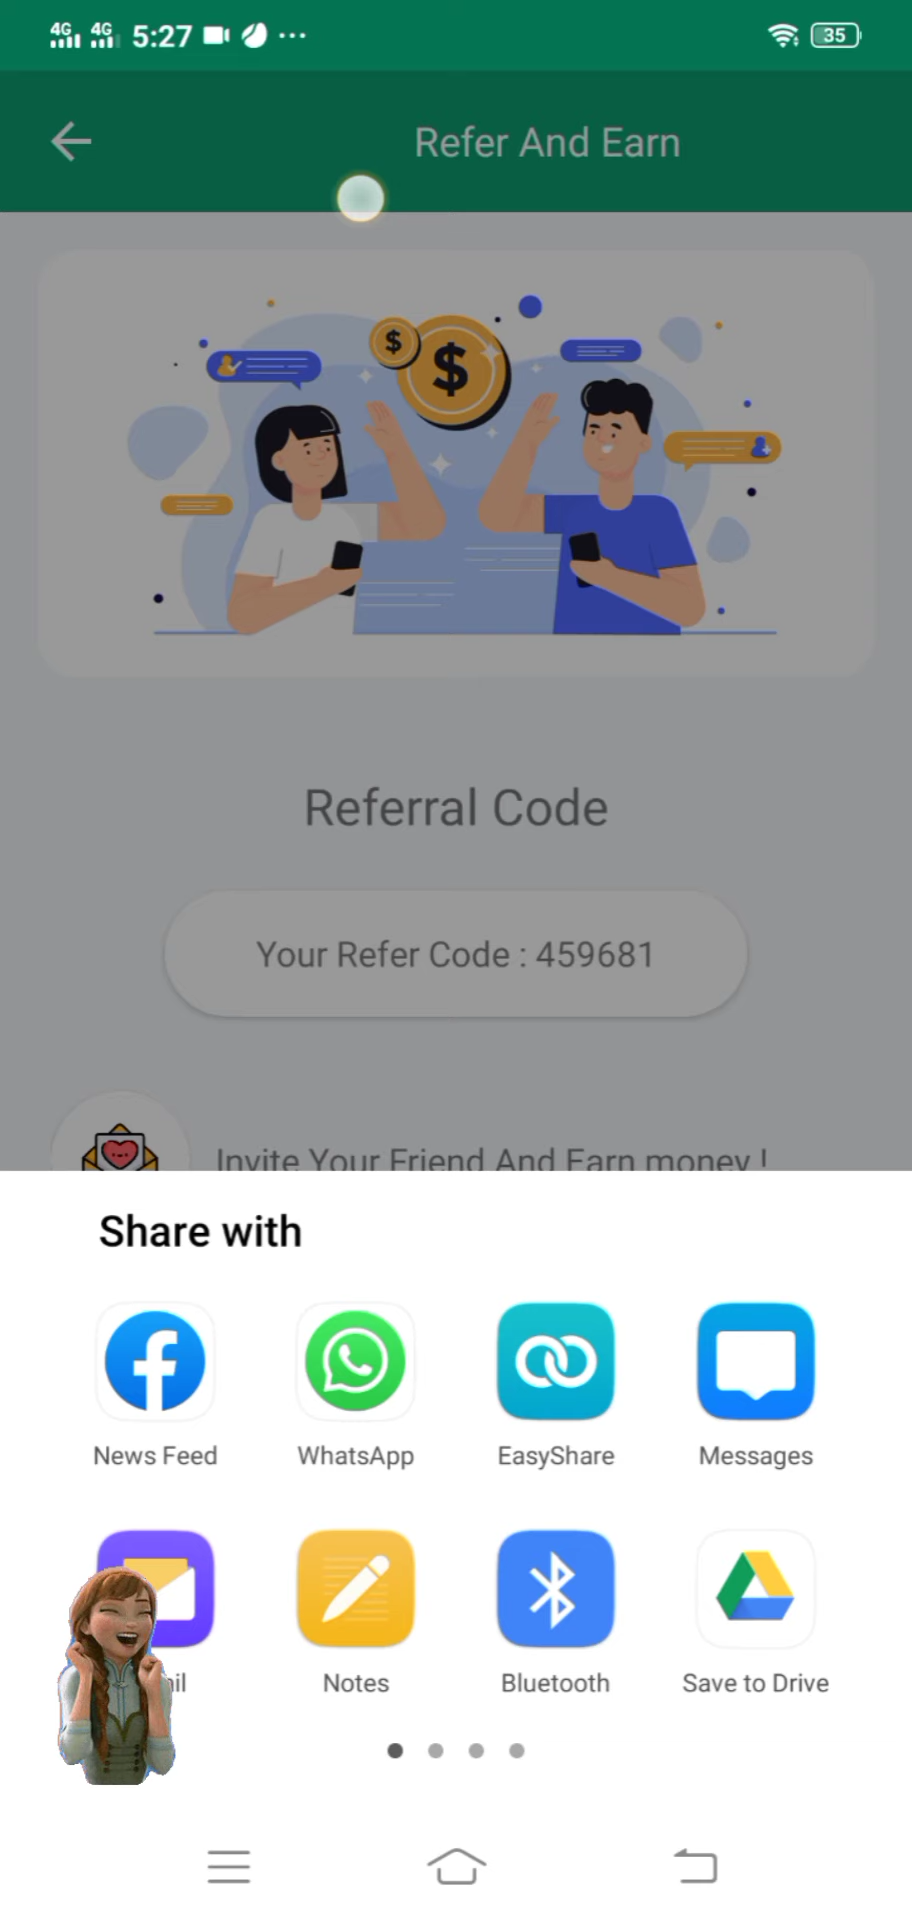 4G 4G 5:27 ... 35
Refer And Earn
$ $
Referral Code
Your Refer Code : 459681
Invite Your Friend And Earn money !
Share with
News Feed WhatsApp EasyShare Messages
Notes Bluetooth Save to Drive